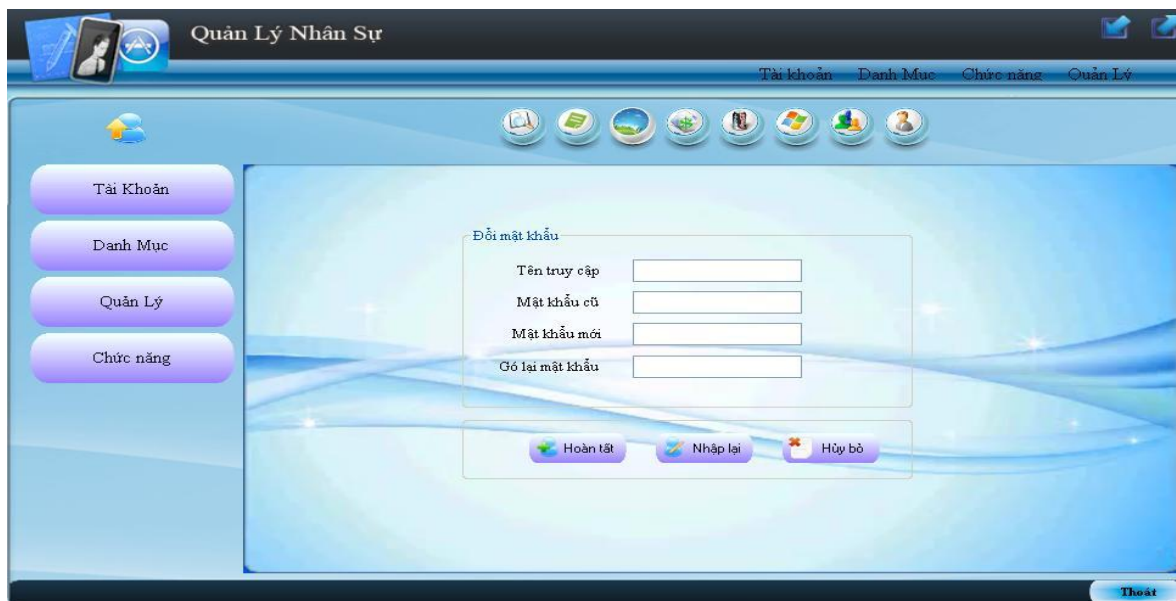 Quản Lý Nhân Sự
Tài khoản Danh Mục Chức năng Quản Lý
Tài Khoản
Danh Mục
Quản Lý
Chức năng
Đổi mật khẩu
Tên truy cập
Mật khẩu cũ
Mật khẩu mới
Gó lại mật khẩu
Hoàn tất Nhập lại Hủy bỏ
Thoát